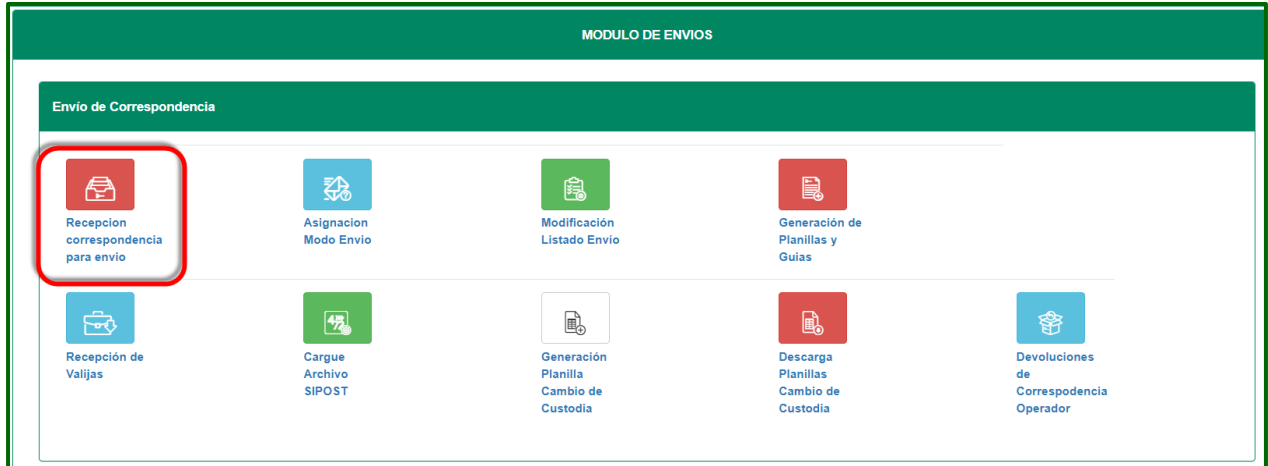 MODULO DE ENVIOS
Envío de Correspondencia
Recepcion
correspondencia
para envio
Asignacion
Modo Envio
Modificación
Listado Envío
Generación de
Planillas y
Guias
Recepción de
Valijas
Cargue
Archivo
SIPOST
Generación
Planilla
Cambio de
Custodia
Descarga
Planillas
Cambio de
Custodia
Devoluciones
de
Correspodencia
Operador